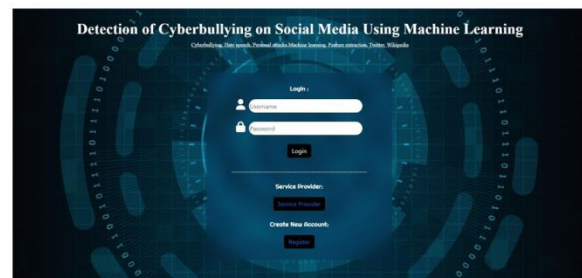 Detection of Cyberbullying on Social Media Using Machine Learning
Cyberbullying, Hate speech, Personal attacks,Machine learning, Feature extraction, Twitter, Wikipedia
Login :
Username
Password
Login
Service Provider:
Service Provider
Create New Account:
Register